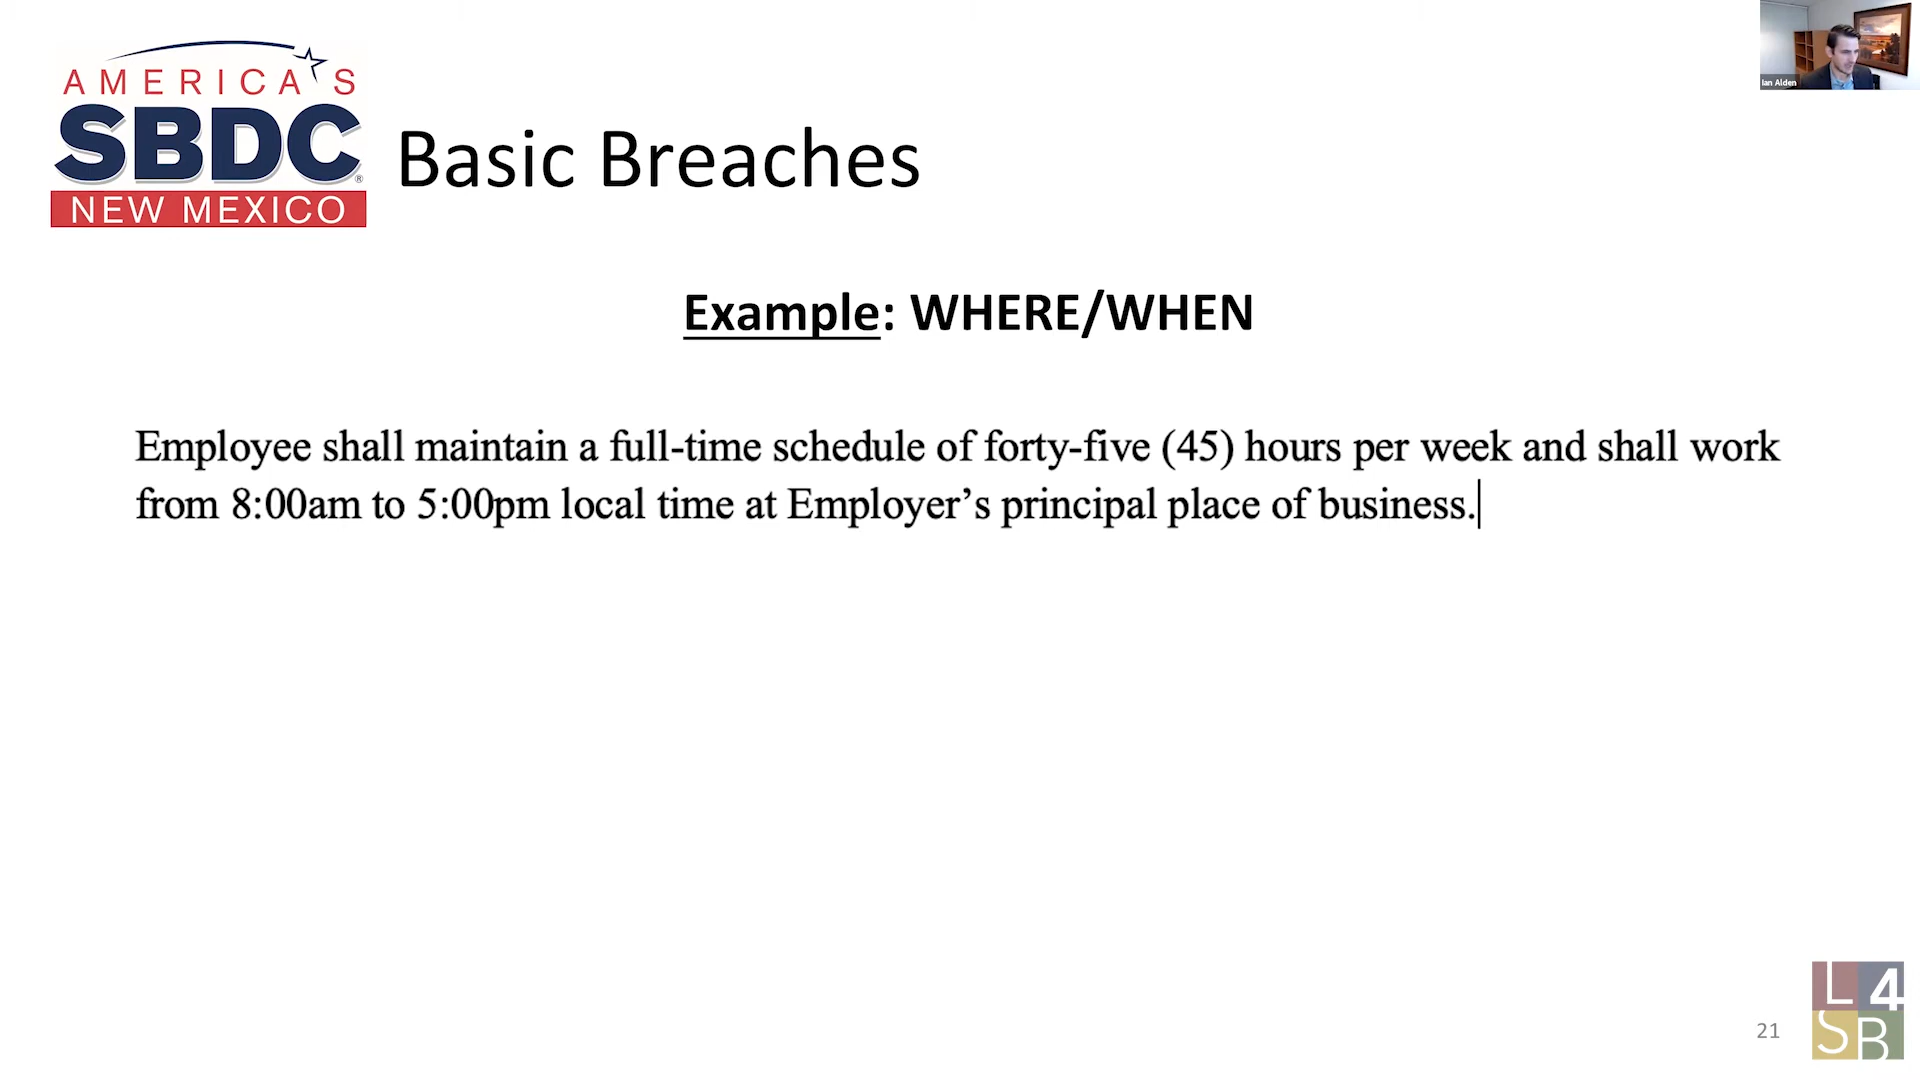 AMERICA'S
SBDC®
NEW MEXICO
Basic Breaches
Ian Alden
Example: WHERE/WHEN
Employee shall maintain a full-time schedule of forty-five (45) hours per week and shall work
from 8:00am to 5:00pm local time at Employer’s principal place of business.
21
L4
SB